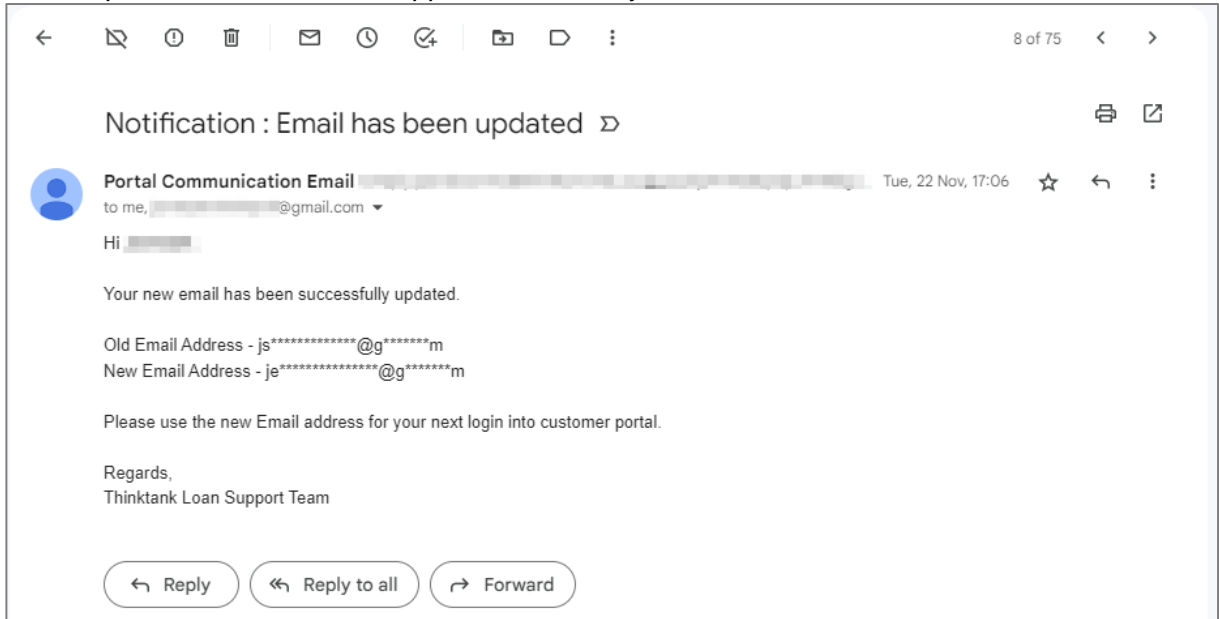 8 of 75
Notification : Email has been updated
Portal Communication Email Tue, 22 Nov, 17:06
to me, @gmail.com
Hi
Your new email has been successfully updated.
Old Email Address - js*************@g*******m
New Email Address - je***************@g*******m
Please use the new Email address for your next login into customer portal.
Regards,
Thinktank Loan Support Team
Reply Reply to all Forward